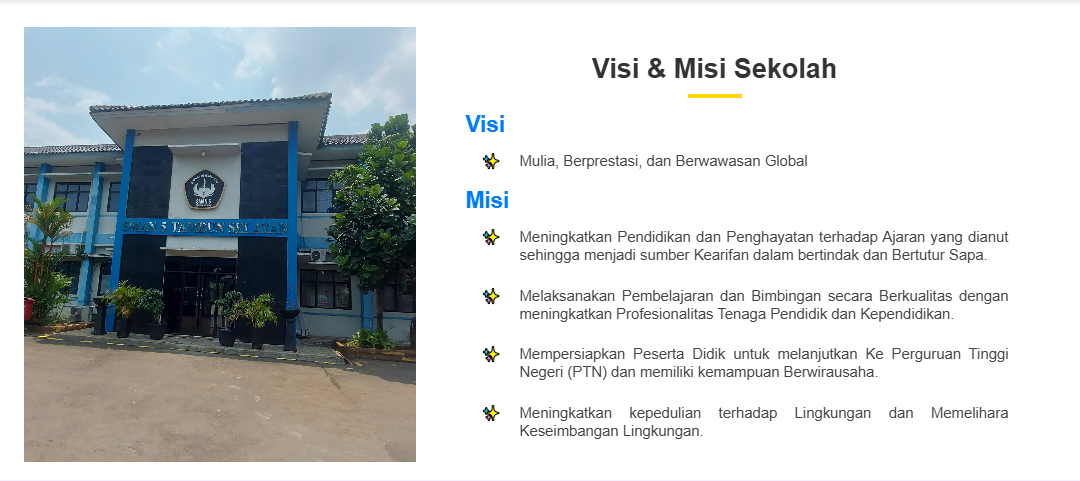 Visi & Misi Sekolah
Visi
Mulia, Berprestasi, dan Berwawasan Global
Misi
Meningkatkan Pendidikan dan Penghayatan terhadap Ajaran yang dianut
sehingga menjadi sumber Kearifan dalam bertindak dan Bertutur Sapa.
Melaksanakan Pembelajaran dan Bimbingan secara Berkualitas dengan
meningkatkan Profesionalitas Tenaga Pendidik dan Kependidikan.
Mempersiapkan Peserta Didik untuk melanjutkan Ke Perguruan Tinggi
Negeri (PTN) dan memiliki kemampuan Berwirausaha.
Meningkatkan kepedulian terhadap Lingkungan dan Memelihara
Keseimbangan Lingkungan.
SMAN 5
SMAN 5 TAMBUN SELATAN